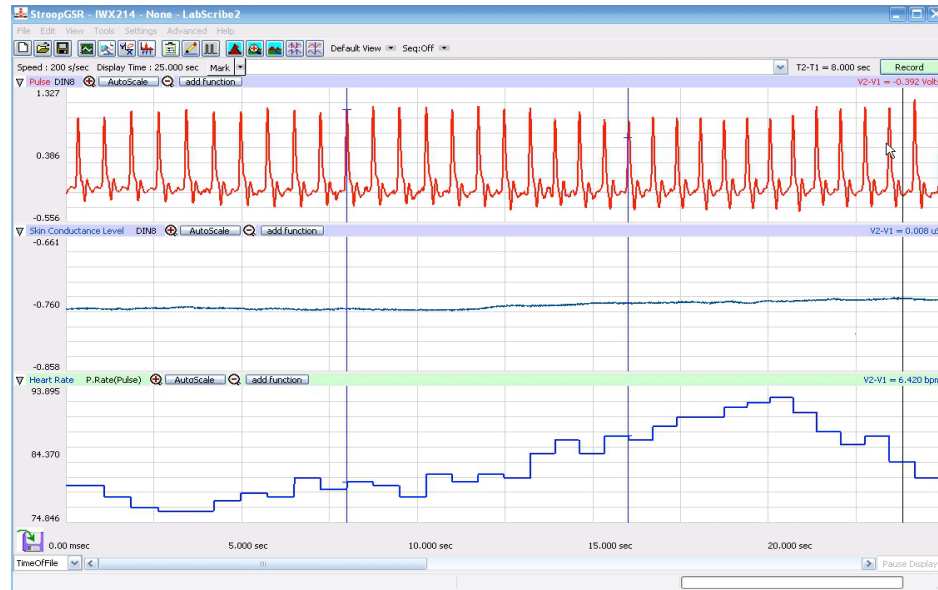 StroopGSR - IWX214 - None - LabScribe2
File Edit View Tools Settings Advanced Help
Default View Seq:Off
Speed : 200 s/sec Display Time : 25.000 sec Mark T2-T1 = 8.000 sec Record
Pulse DIN8 AutoScale add function V2-V1 = -0.392 Volts
1.327
0.386
-0.556
Skin Conductance Level DIN8 AutoScale add function V2-V1 = 0.008 uS
-0.661
-0.760
-0.858
Heart Rate P.Rate(Pulse) AutoScale add function V2-V1 = 6.420 bpm
93.895
84.370
74.846
0.00 msec 5.000 sec 10.000 sec 15.000 sec 20.000 sec
TimeOfFile Pause Display